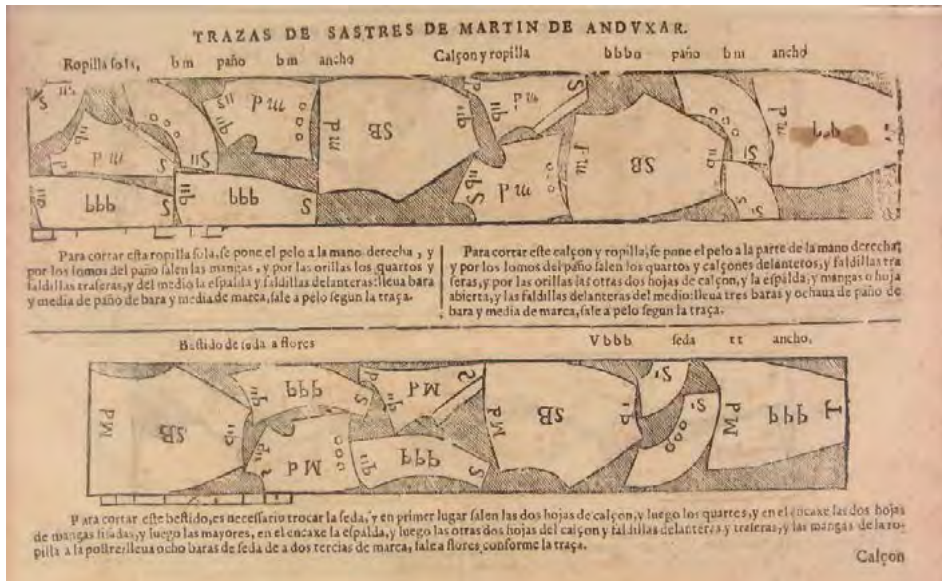 TRAZAS DE SASTRES DE MARTIN DE ANDVXAR.
Ropilla sola, bm paño bm ancho
Calçon y ropilla bbbo paño bm ancho
Para cortar esta ropilla sola, se pone el pelo a la mano derecha, y
por los lomos del paño salen las mangas, y por las orillas los quartos y
faldillas traseras, y del medio la espalda y faldillas delanteras: lleua bara
y media de paño de bara y media de marca, sale a pelo segun la traça.
Para cortar este calçon y ropilla, se pone el pelo a la parte de la mano derecha,
y por los lomos del paño salen los quartos y calçones delanteros, y faldillas tra
seras, y por orillas las otras dos hojas de calçon, y la espalda, y mangas o hoja
abierta, y las faldillas delanteras del medio: lleua tres baras y ochaua de paño de
bara y media de marca, sale a pelo segun la traça.
Bestido de seda a flores
Vbbb seda tt ancho.
SB
SB
SB
SB
bbb
bbb
bbb
bbb
bbb
Para cortar este bestido, es necessario trocar la seda, y en primer lugar salen las dos hojas de calçon, y luego los quartes, y en el encaxe las dos hojas
de mangas y luego las mayores, en el encaxe la espalda, y luego las otras dos hojas del calçon y faldillas delanteras y traseras, y las mangas de la ro-
pilla a la postre: lleua ocho baras de seda de a dos tercias de marca, sale a flores conforme la traça.
Calçon